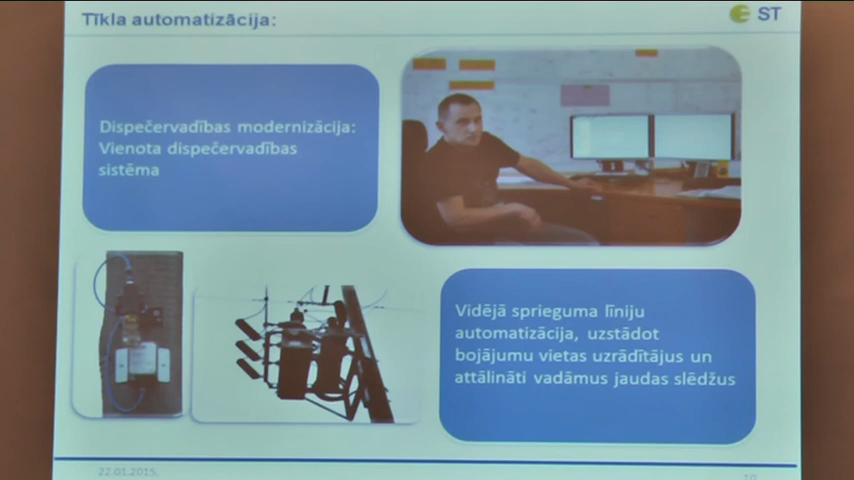 Tīkla automatizācija:
ST
Dispečervadības modernizācija:
Vienota dispečervadības
sistēma
Vidējā sprieguma līniju
automatizācija, uzstādot
bojājumu vietas uzrādītājus un
attālināti vadāmus jaudas slēdžus
22.01.2015.
10